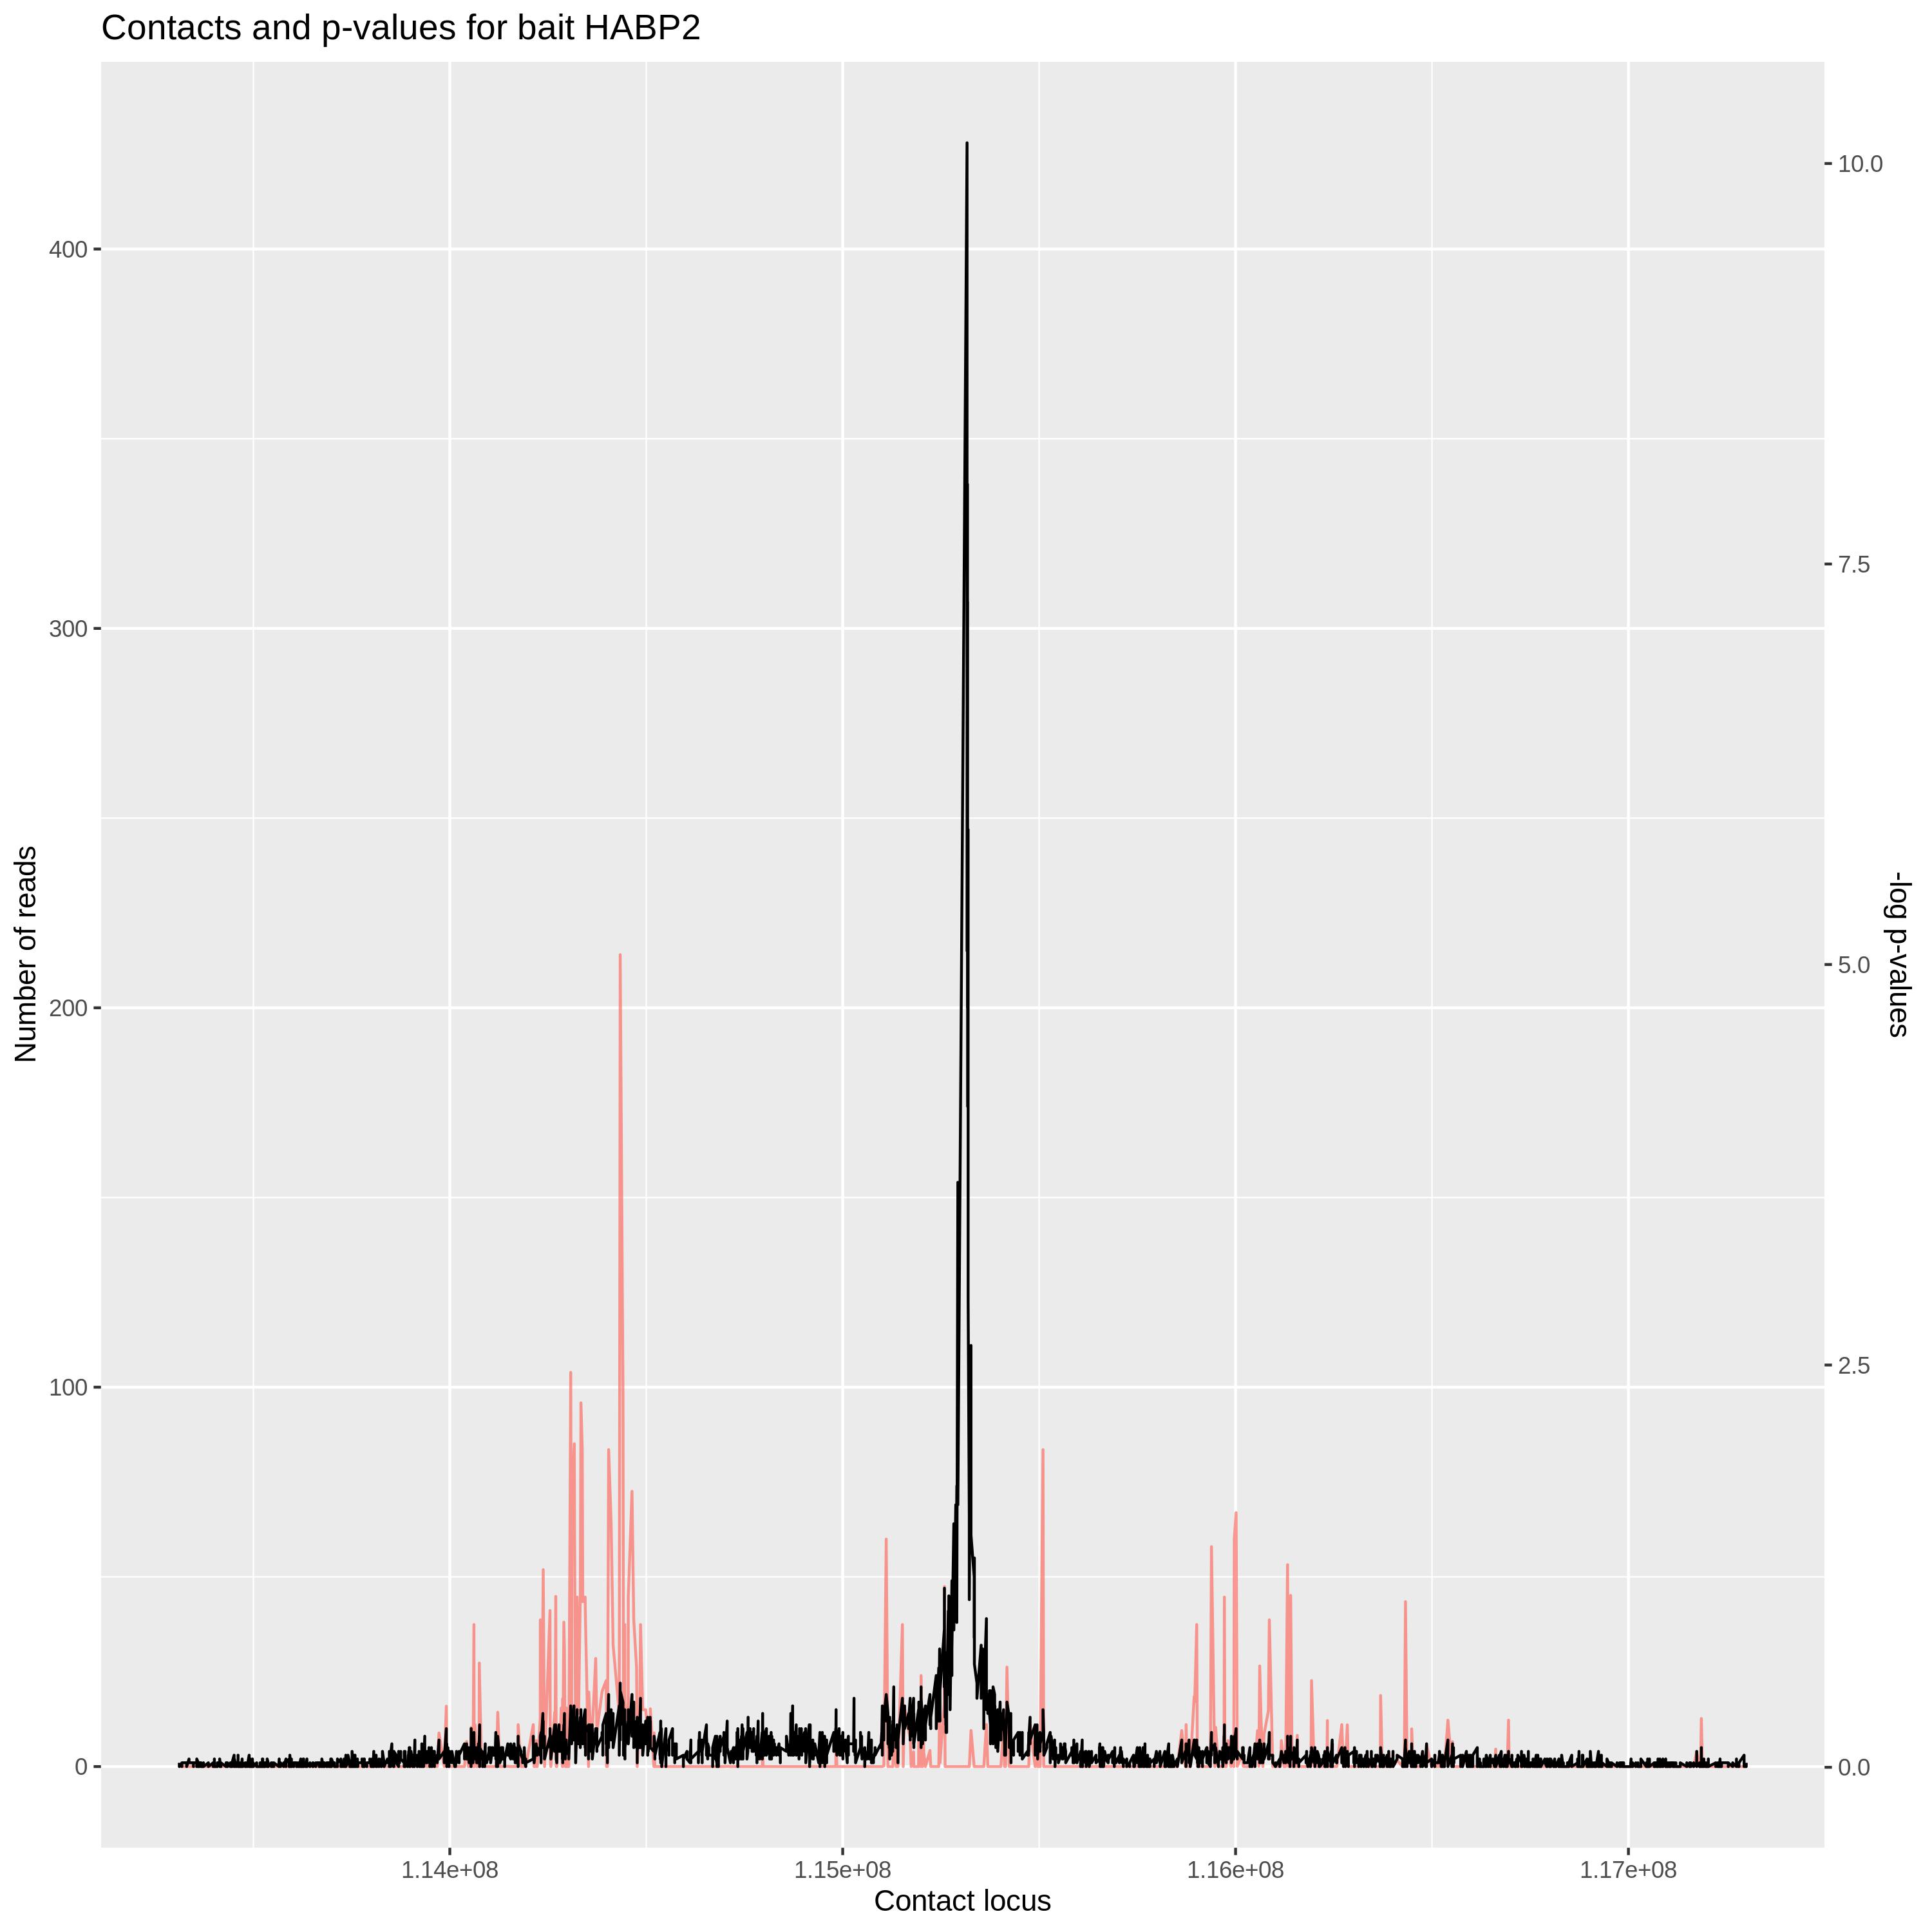 Contacts and p-values for bait HABP2
Number of reads
400
300
200
100
0
10.0
7.5
5.0
2.5
0.0
-log p-values
1.14e+08
1.15e+08
1.16e+08
1.17e+08
Contact locus